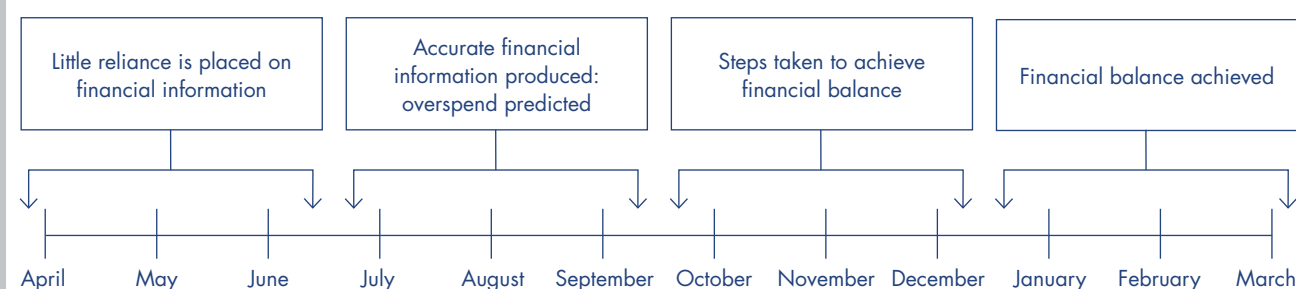 Little reliance is placed on
financial information
Accurate financial
information produced:
overspend predicted
Steps taken to achieve
financial balance
Financial balance achieved
April May June July August September October November December January February March